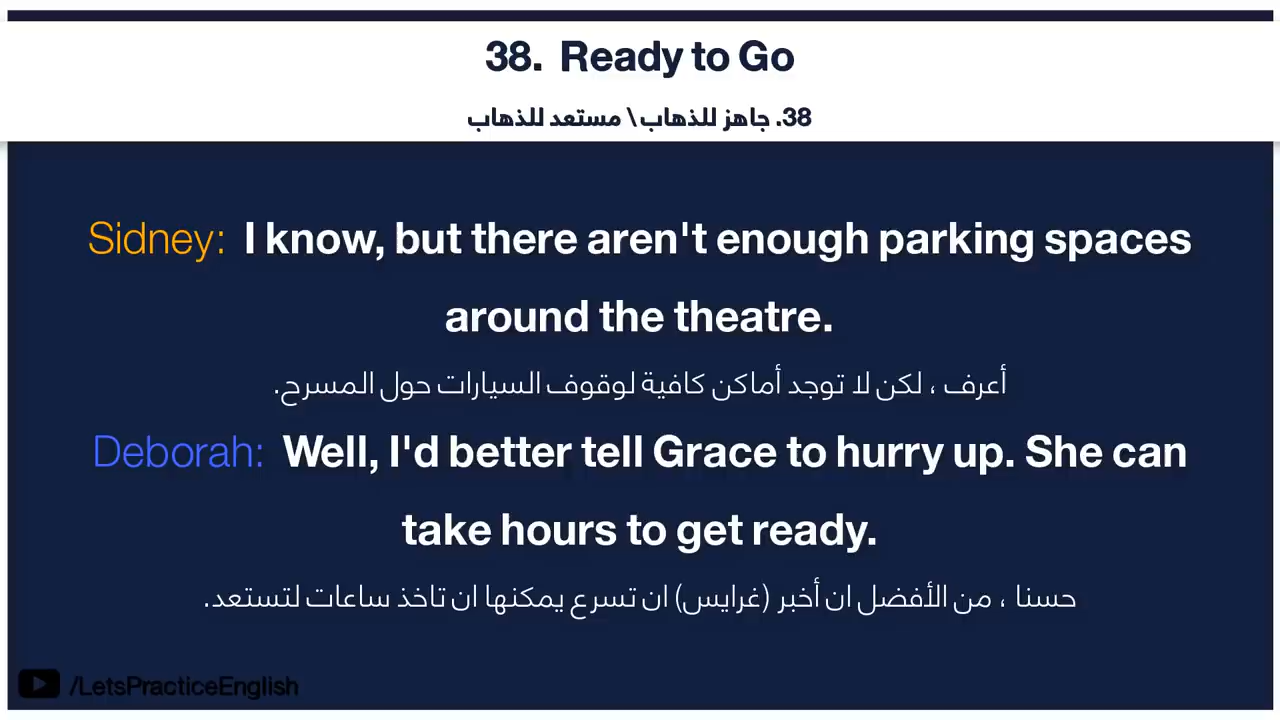 38. Ready to Go
38. جاهز للذهاب\ مستعد للذهاب
Sidney: I know, but there aren't enough parking spaces
around the theatre.
أعرف ، لكن لا توجد أماكن كافية لوقوف السيارات حول المسرح.
Deborah: Well, I'd better tell Grace to hurry up. She can
take hours to get ready.
حسنا ، من الأفضل ان أخبر (غرايس) ان تسرع يمكنها ان تاخذ ساعات لتستعد.
/LetsPracticeEnglish